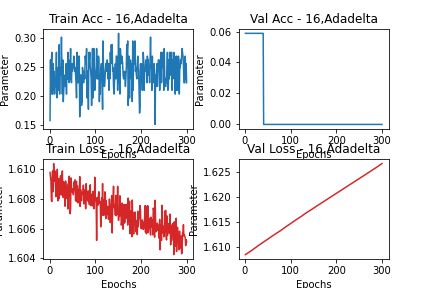 Train Acc - 16,Adadelta
Val Acc - 16,Adadelta
Parameter
0.30
0.25
0.20
0.15
0
100
200
300
Epochs
Parameter
0.06
0.04
0.02
0.00
0
100
200
300
Epochs
Train Loss - 16,Adadelta
Val Loss - 16,Adadelta
Parameter
1.610
1.608
1.606
1.604
0
100
200
300
Epochs
Parameter
1.625
1.620
1.615
1.610
0
100
200
300
Epochs